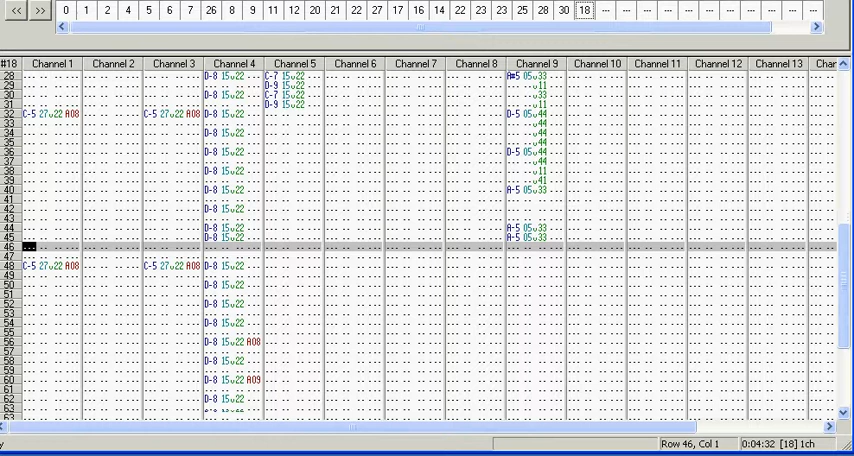 << >> 0 1 2 4 3 7 26 25 24 27 22 17 16 19 20 21 18 14 11 23 23 25 28 30 18 --- --- --- --- --- --- ---
#18 Channel 1 Channel 2 Channel 3 Channel 4 Channel 5 Channel 6 Channel 7 Channel 8 Channel 9 Channel 10 Channel 11 Channel 12 Channel 13 Char
28 D-8 15v22 C-7 15v22 A#5 05v33
29 D-9 15v22 v11
30 D-8 15v22 C-7 15v22 v33
31 D-9 15v22 v11
32 C-5 27v22 A08 C-5 27v22 A08 D-8 15v22 D-5 05v44
33 v44
34 D-8 15v22 v44
35 v44
36 D-8 15v22 D-5 05v44
37 v44
38 D-8 15v22 v11
39 v41
40 D-8 15v22 A-5 05v33
41
42 D-8 15v22
43
44 D-8 15v22 A-5 05v33
45 D-8 15v22 A-5 05v33
46 ...
47
48 C-5 27v22 A08 C-5 27v22 A08 D-8 15v22
49
50 D-8 15v22
51
52 D-8 15v22
53
54 D-8 15v22
55
56 D-8 15v22 A08
57
58 D-8 15v22
59
60 D-8 15v22 A09
61
62 D-8 15v22
63
y Row 46, Col 1 0:04:32 [18] 1ch